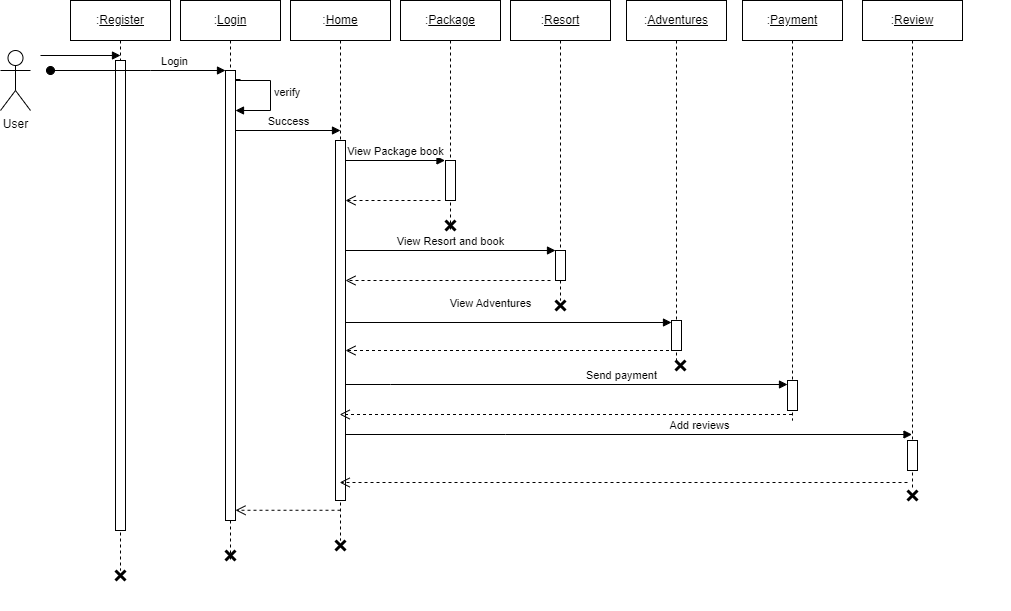 :Register
:Login
:Home
:Package
:Resort
:Adventures
:Payment
:Review
User
Login
verify
Success
View Package book
View Resort and book
View Adventures
Send payment
Add reviews